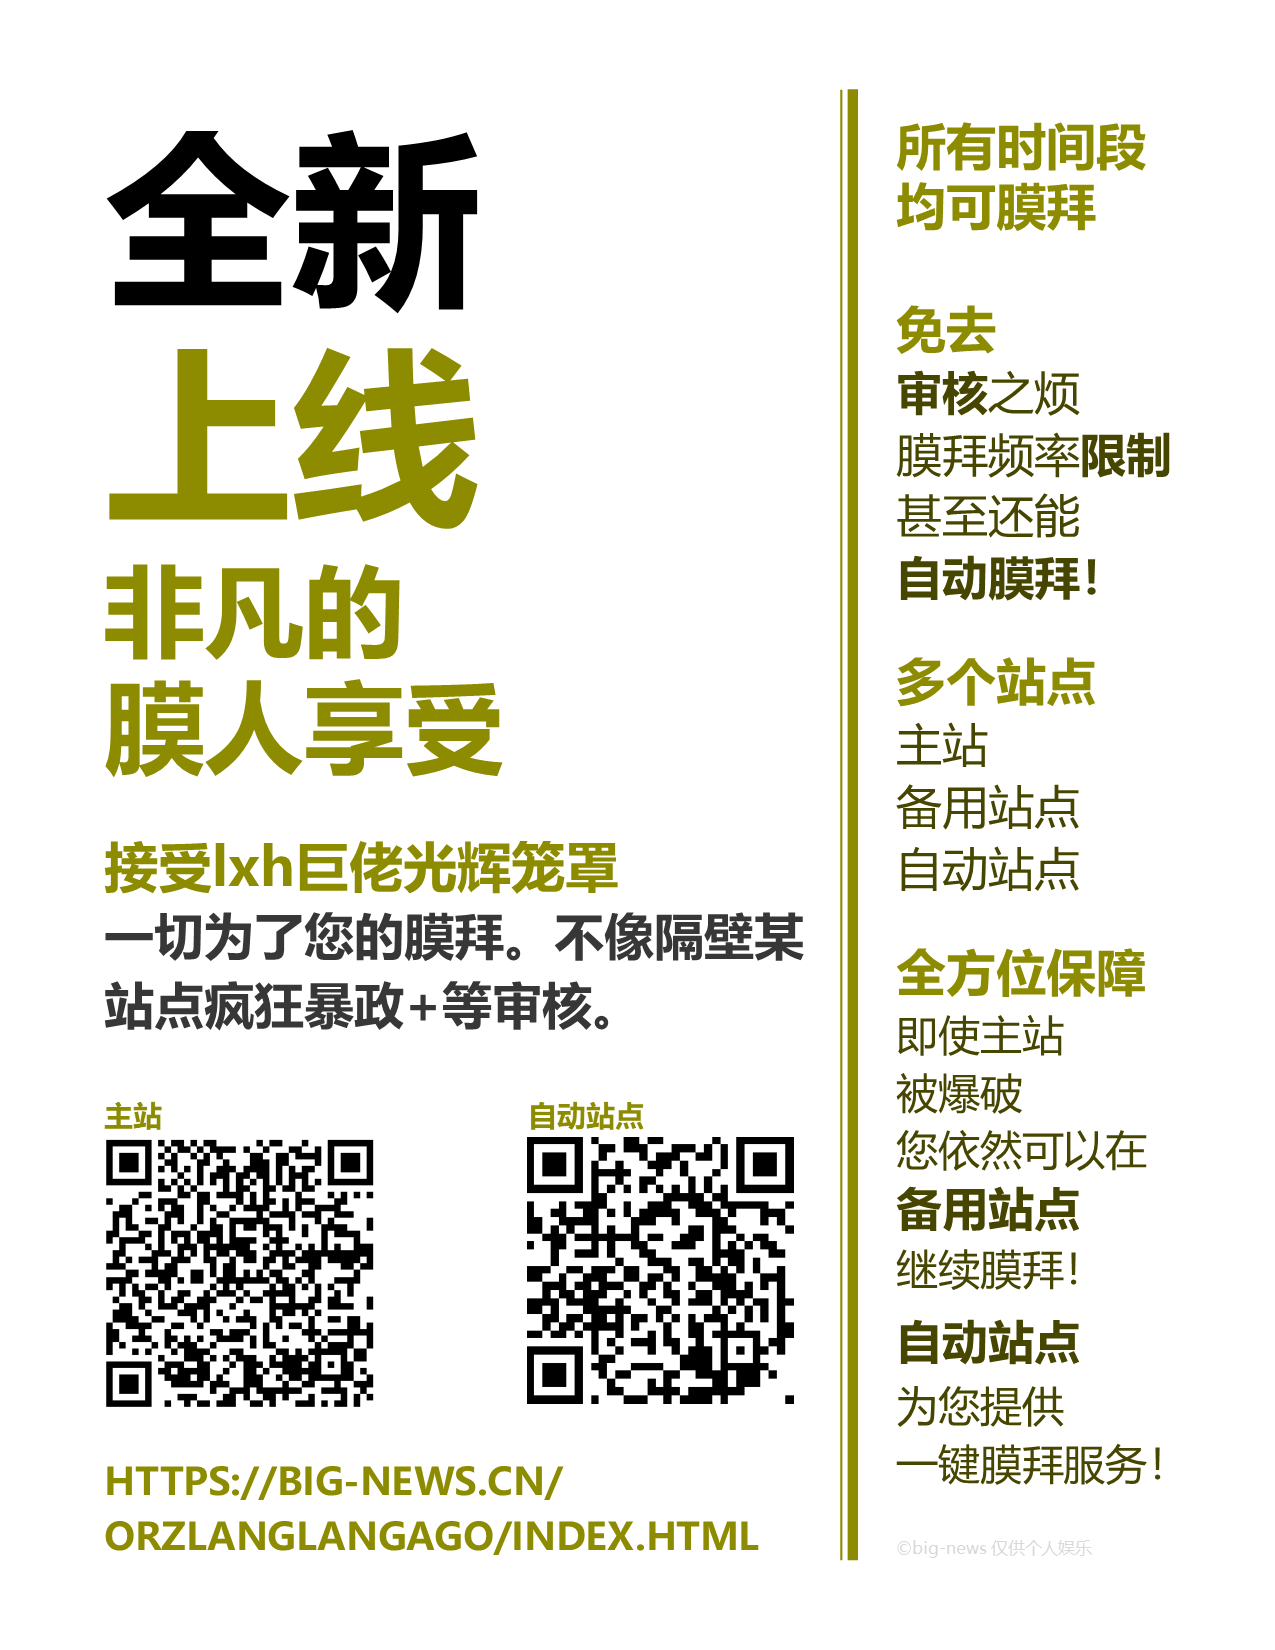 全新
上线
非凡的
膜人享受
接受lxh巨佬光辉笼罩
一切为了您的膜拜。不像隔壁某
站点疯狂暴政+等审核。
主站
自动站点
HTTPS://BIG-NEWS.CN/
ORZLANGLANGAGO/INDEX.HTML
所有时间段
均可膜拜
免去
审核之烦
膜拜频率限制
甚至还能
自动膜拜！
多个站点
主站
备用站点
自动站点
全方位保障
即使主站
被爆破
您依然可以在
备用站点
继续膜拜！
自动站点
为您提供
一键膜拜服务！
©big-news 仅供个人娱乐